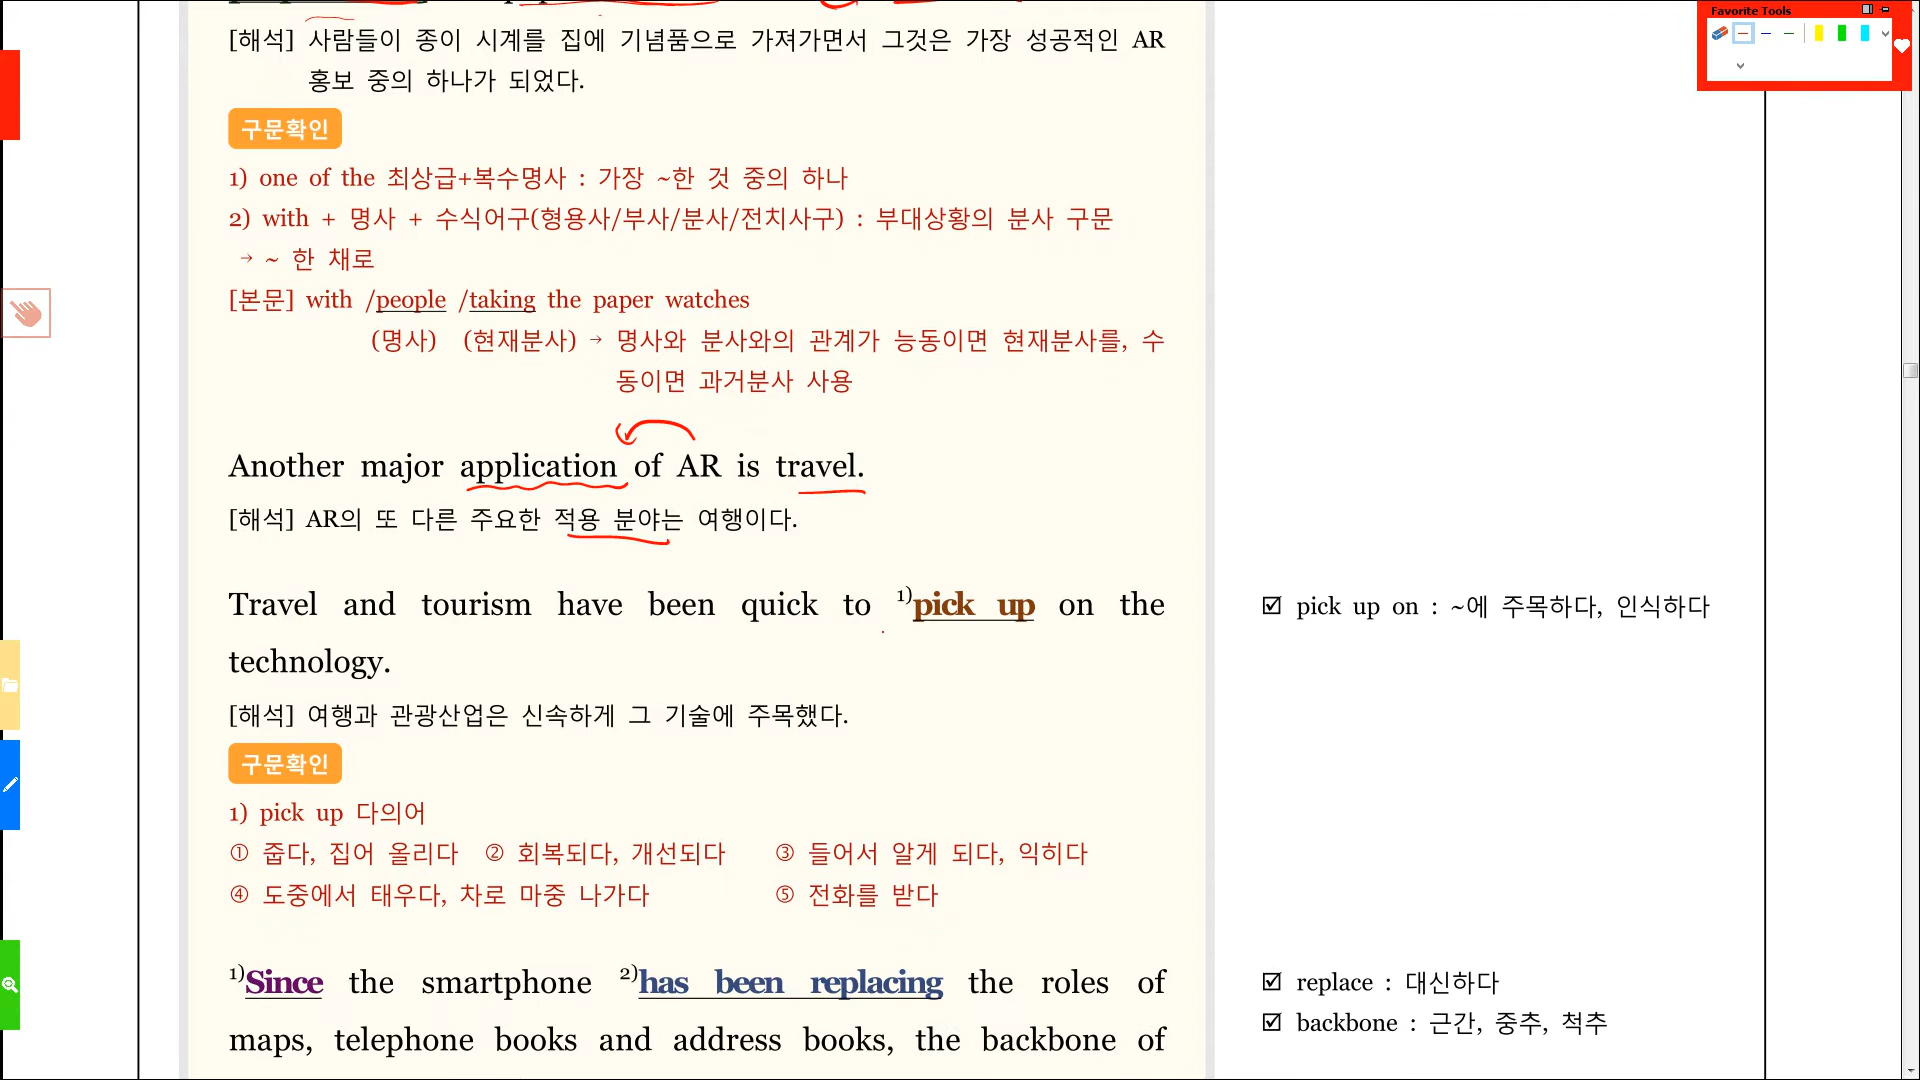 Favorite Tools
[해석] 사람들이 종이 시계를 집에 기념품으로 가져가면서 그것은 가장 성공적인 AR
홍보 중의 하나가 되었다.
구문확인
1) one of the 최상급+복수명사 : 가장 ~한 것 중의 하나
2) with + 명사 + 수식어구(형용사/부사/분사/전치사구) : 부대상황의 분사 구문
→ ~ 한 채로
[본문] with /people /taking the paper watches
(명사) (현재분사) → 명사와 분사와의 관계가 능동이면 현재분사를, 수
동이면 과거분사 사용
Another major application of AR is travel.
[해석] AR의 또 다른 주요한 적용 분야는 여행이다.
Travel and tourism have been quick to 1)pick up on the
☑ pick up on : ~에 주목하다, 인식하다
technology.
[해석] 여행과 관광산업은 신속하게 그 기술에 주목했다.
구문확인
1) pick up 다의어
① 줍다, 집어 올리다 ② 회복되다, 개선되다 ③ 들어서 알게 되다, 익히다
④ 도중에서 태우다, 차로 마중 나가다 ⑤ 전화를 받다
1)Since the smartphone 2)has been replacing the roles of
☑ replace : 대신하다
maps, telephone books and address books, the backbone of
☑ backbone : 근간, 중추, 척추